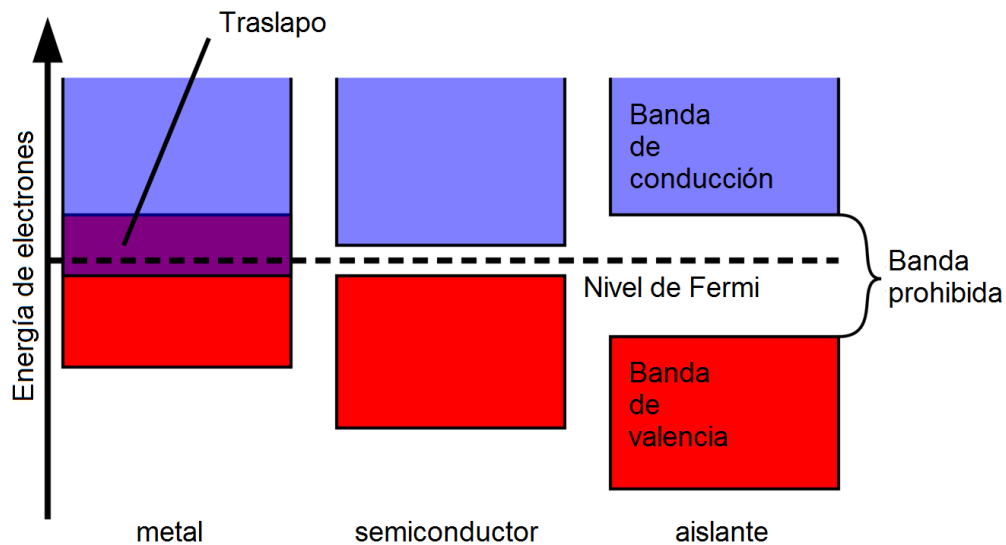 Traslapo
Energía de electrones
Banda
de
conducción
Nivel de Fermi
Banda
prohibida
Banda
de
valencia
metal
semiconductor
aislante